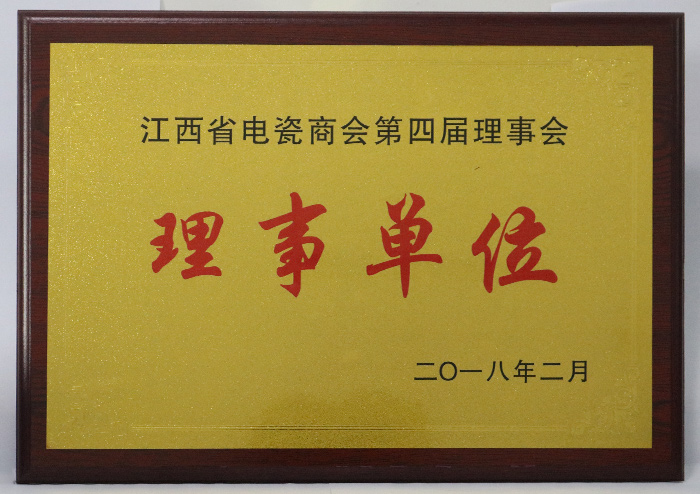 江西省电瓷商会第四届理事会
理事单位
二〇一八年二月